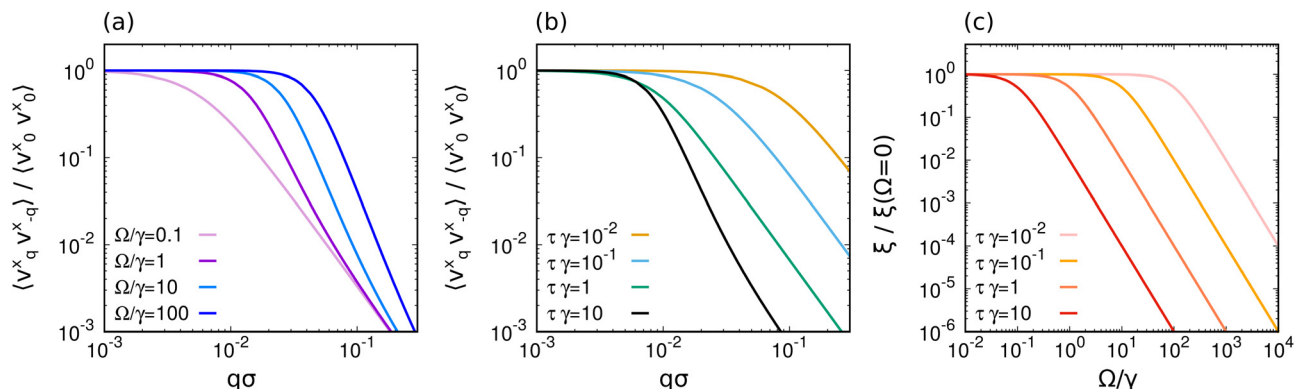 (a)
⟨v^x_q v^x_-q⟩ / ⟨v^x_0 v^x_0⟩
10^0
10^-1
10^-2
10^-3
Ω/γ=0.1
Ω/γ=1
Ω/γ=10
Ω/γ=100
10^-3
10^-2
10^-1
qσ
(b)
⟨v^x_q v^x_-q⟩ / ⟨v^x_0 v^x_0⟩
10^0
10^-1
10^-2
10^-3
τ γ=10^-2
τ γ=10^-1
τ γ=1
τ γ=10
10^-3
10^-2
10^-1
qσ
(c)
ξ / ξ(Ω=0)
10^0
10^-1
10^-2
10^-3
10^-4
10^-5
10^-6
τ γ=10^-2
τ γ=10^-1
τ γ=1
τ γ=10
10^-2
10^-1
10^0
10^1
10^2
10^3
10^4
Ω/γ